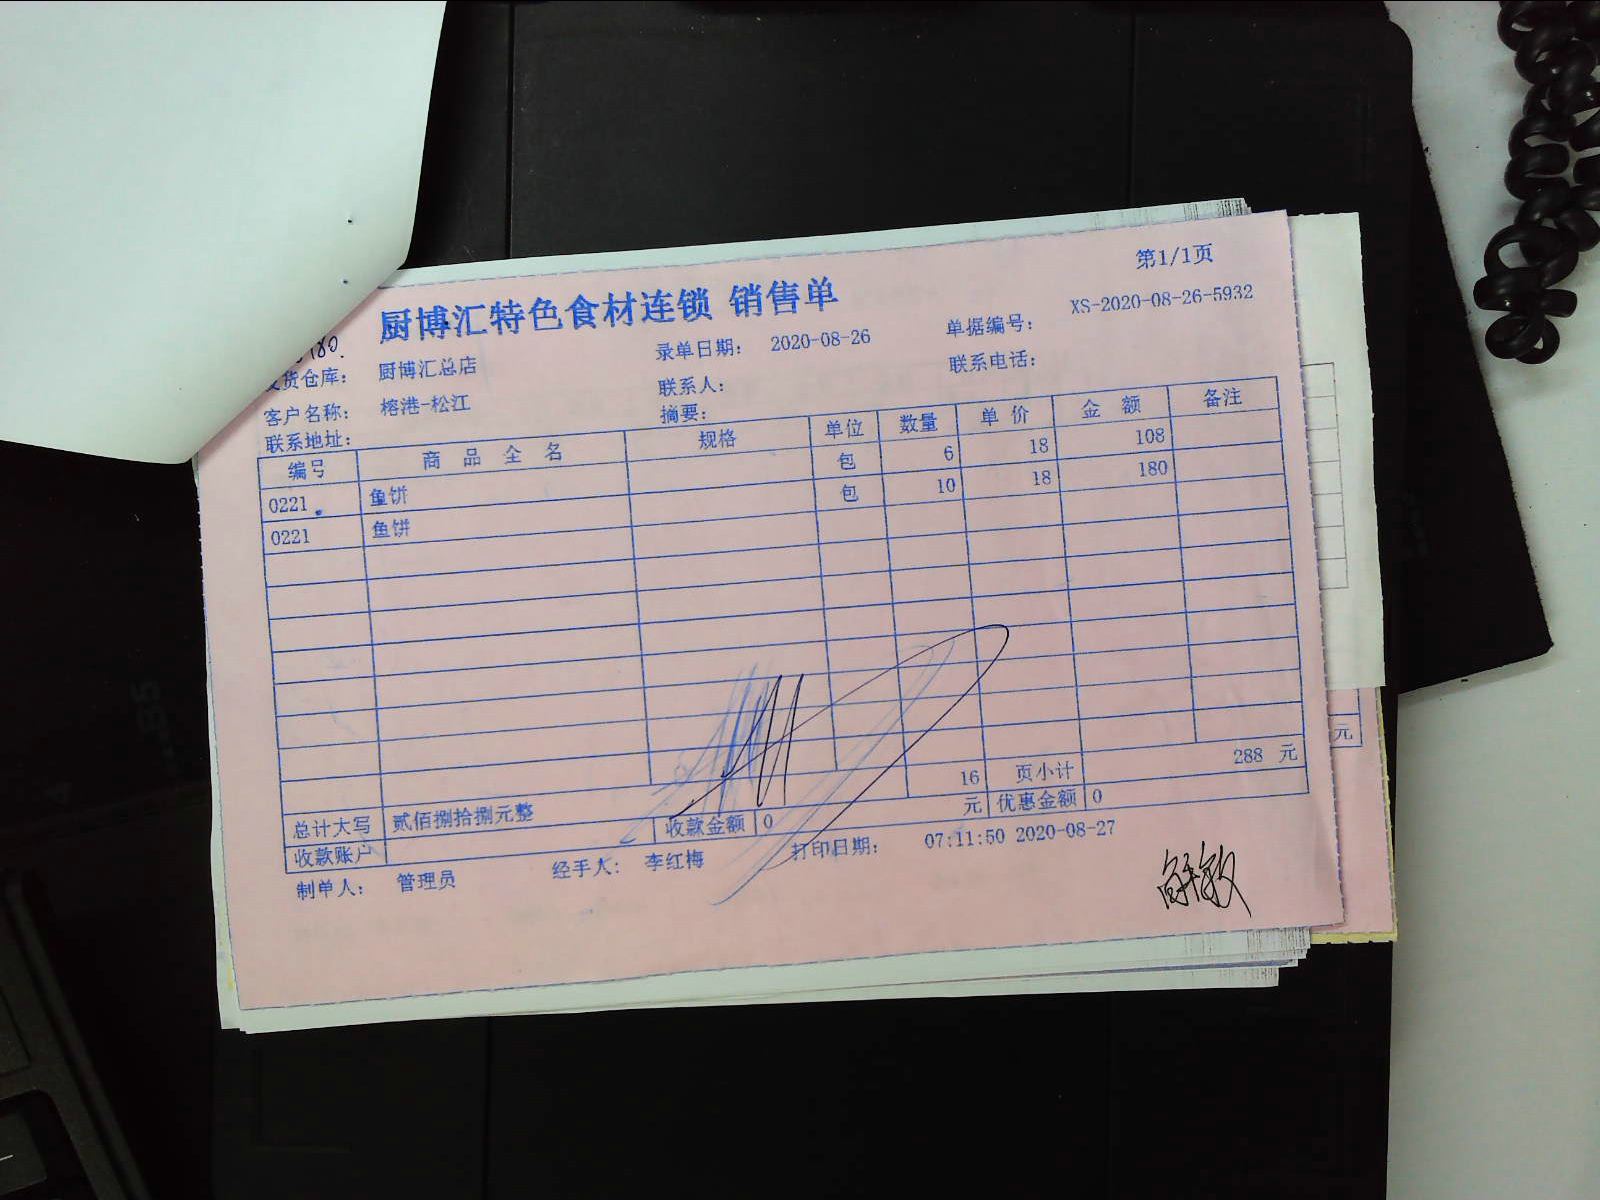 第1/1页
厨博汇特色食材连锁 销售单
180.
货仓库： 厨博汇总店 录单日期： 2020-08-26 单据编号： XS-2020-08-26-5932
客户名称： 榕港-松江 联系人： 联系电话：
联系地址： 摘要：
编号 商品全名 规格 单位 数量 单价 金额 备注
0221 鱼饼 包 6 18 108
0221 鱼饼 包 10 18 180
16 页小计 288 元
总计大写 贰佰捌拾捌元整 元 优惠金额 0
收款账户 收款金额 0
制单人： 管理员 经手人： 李红梅 打印日期： 07:11:50 2020-08-27
元